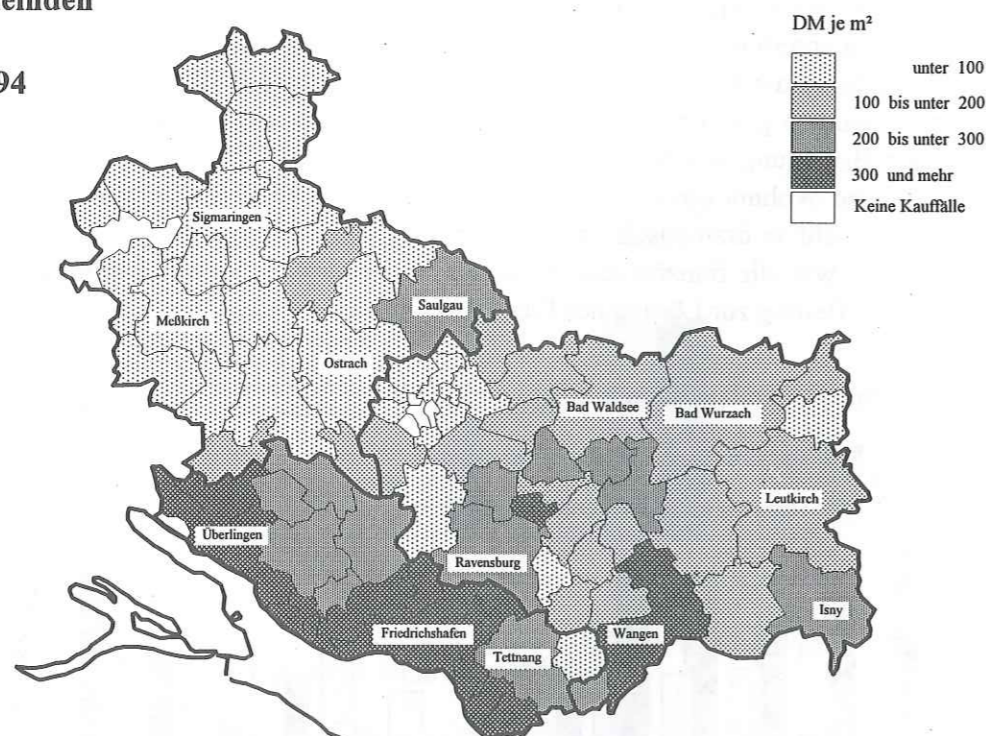 94
DM je m²
unter 100
100 bis unter 200
200 bis unter 300
300 und mehr
Keine Kauffälle
Sigmaringen
Saulgau
Meßkirch
Ostrach
Bad Waldsee
Bad Wurzach
Leutkirch
Überlingen
Ravensburg
Isny
Friedrichshafen
Wangen
Tettnang